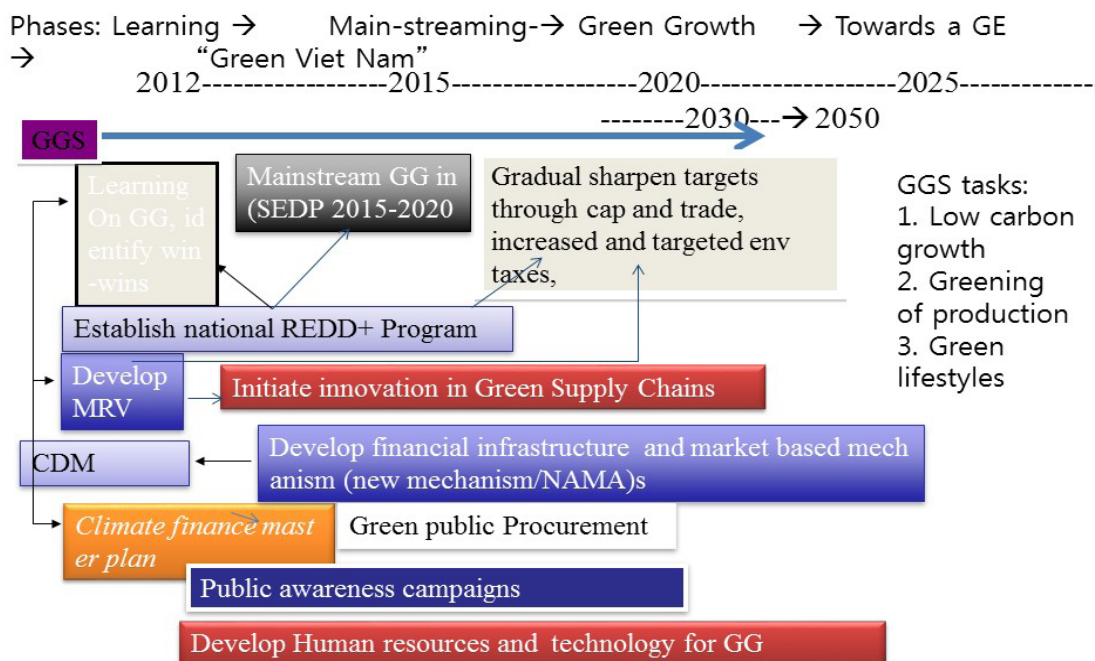 Phases: Learning → Main-streaming-→ Green Growth → Towards a GE
→ “Green Viet Nam”
2012-----------------2015-----------------2020------------------2025-------------
--------2030---→ 2050
GGS
Learning
On GG, id
entify win
-wins
Mainstream GG in
(SEDP 2015-2020
Gradual sharpen targets
through cap and trade,
increased and targeted env
taxes,
GGS tasks:
1. Low carbon
growth
2. Greening
of production
3. Green
lifestyles
Establish national REDD+ Program
Develop
MRV
Initiate innovation in Green Supply Chains
CDM
Develop financial infrastructure and market based mech
anism (new mechanism/NAMA)s
Climate finance mast
er plan
Green public Procurement
Public awareness campaigns
Develop Human resources and technology for GG